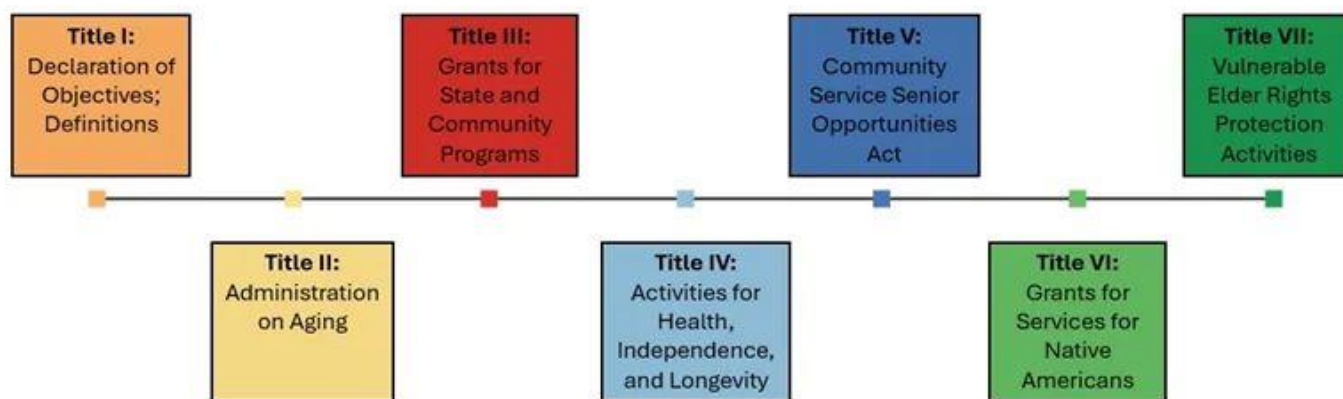 Title I:
Declaration of
Objectives;
Definitions
Title II:
Administration
on Aging
Title III:
Grants for
State and
Community
Programs
Title IV:
Activities for
Health,
Independence,
and Longevity
Title V:
Community
Service Senior
Opportunities
Act
Title VI:
Grants for
Services for
Native
Americans
Title VII:
Vulnerable
Elder Rights
Protection
Activities